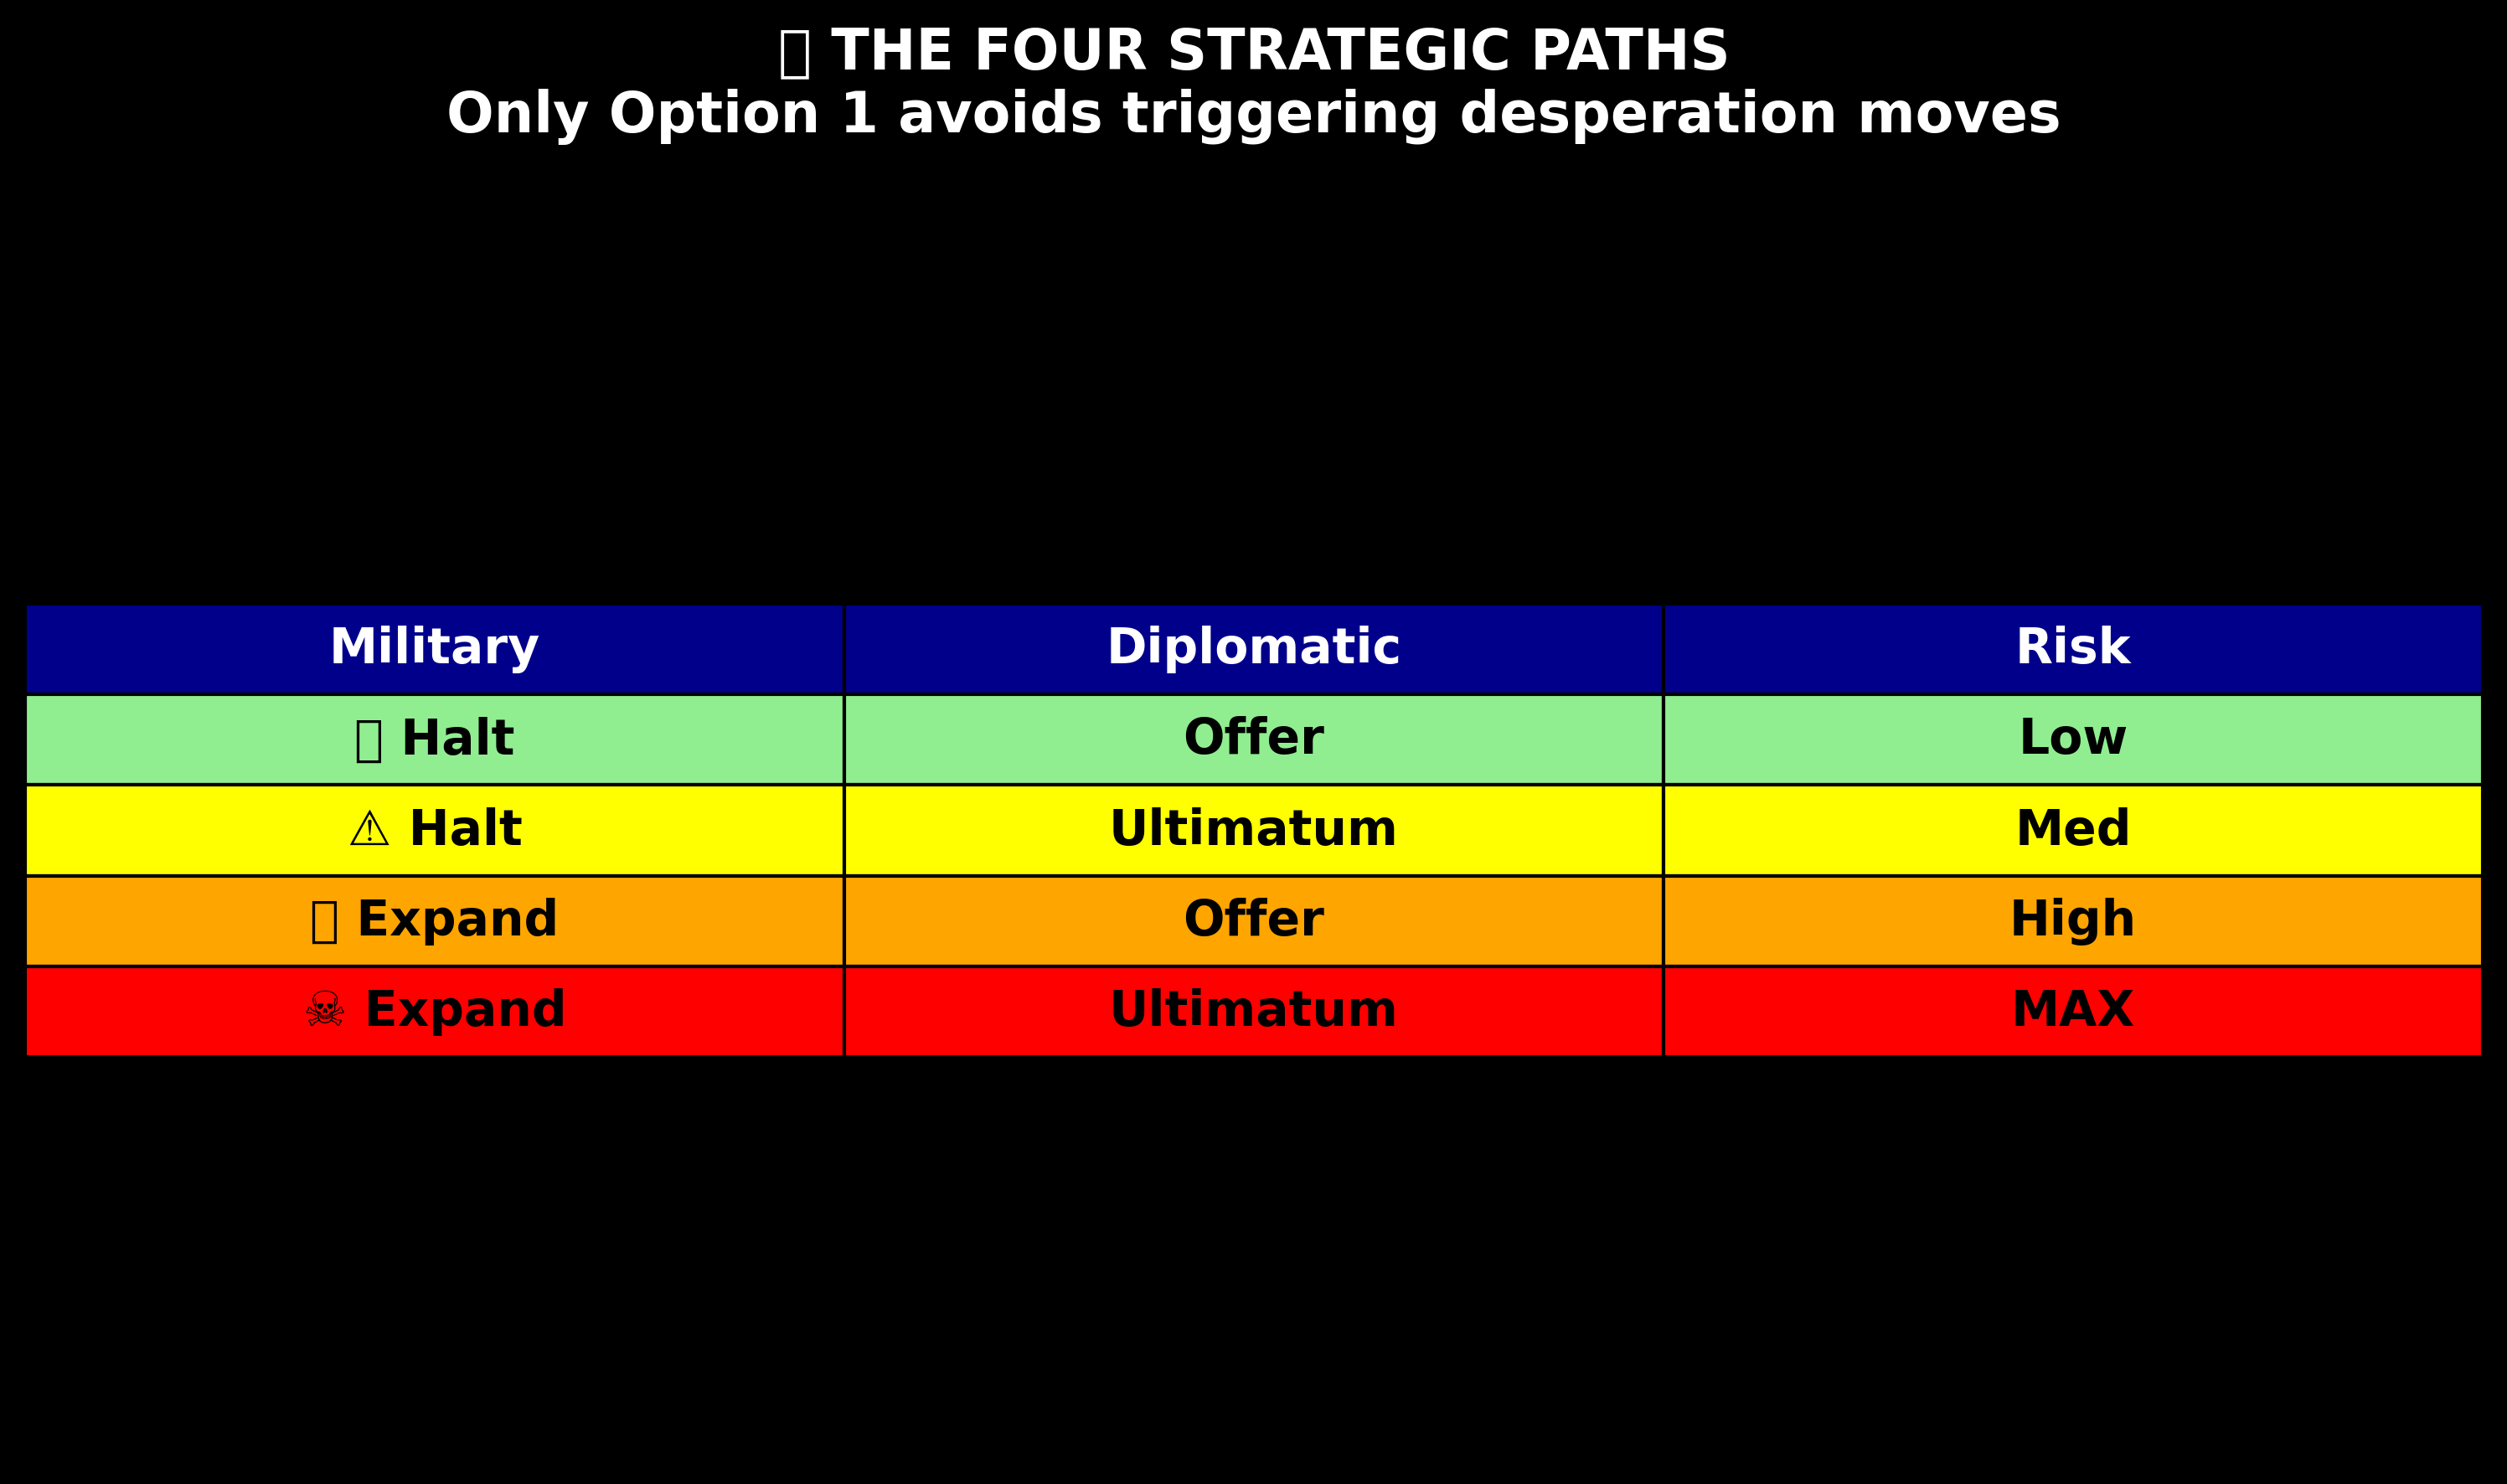 THE FOUR STRATEGIC PATHS
Only Option 1 avoids triggering desperation moves
Military Diplomatic Risk
Halt Offer Low
⚠ Halt Ultimatum Med
Expand Offer High
☠ Expand Ultimatum MAX